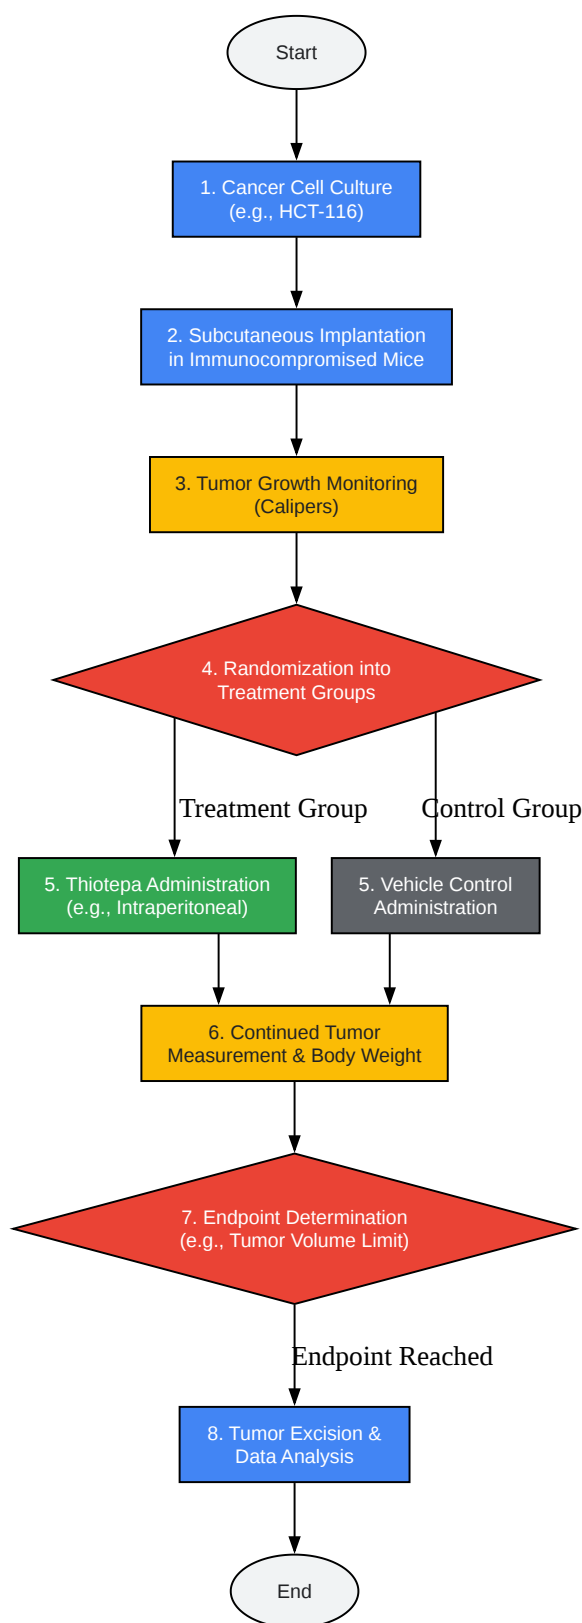 Start
1. Cancer Cell Culture
(e.g., HCT-116)
2. Subcutaneous Implantation
in Immunocompromised Mice
3. Tumor Growth Monitoring
(Calipers)
4. Randomization into
Treatment Groups
Treatment Group
Control Group
5. Thiotepa Administration
(e.g., Intraperitoneal)
5. Vehicle Control
Administration
6. Continued Tumor
Measurement & Body Weight
7. Endpoint Determination
(e.g., Tumor Volume Limit)
Endpoint Reached
8. Tumor Excision &
Data Analysis
End